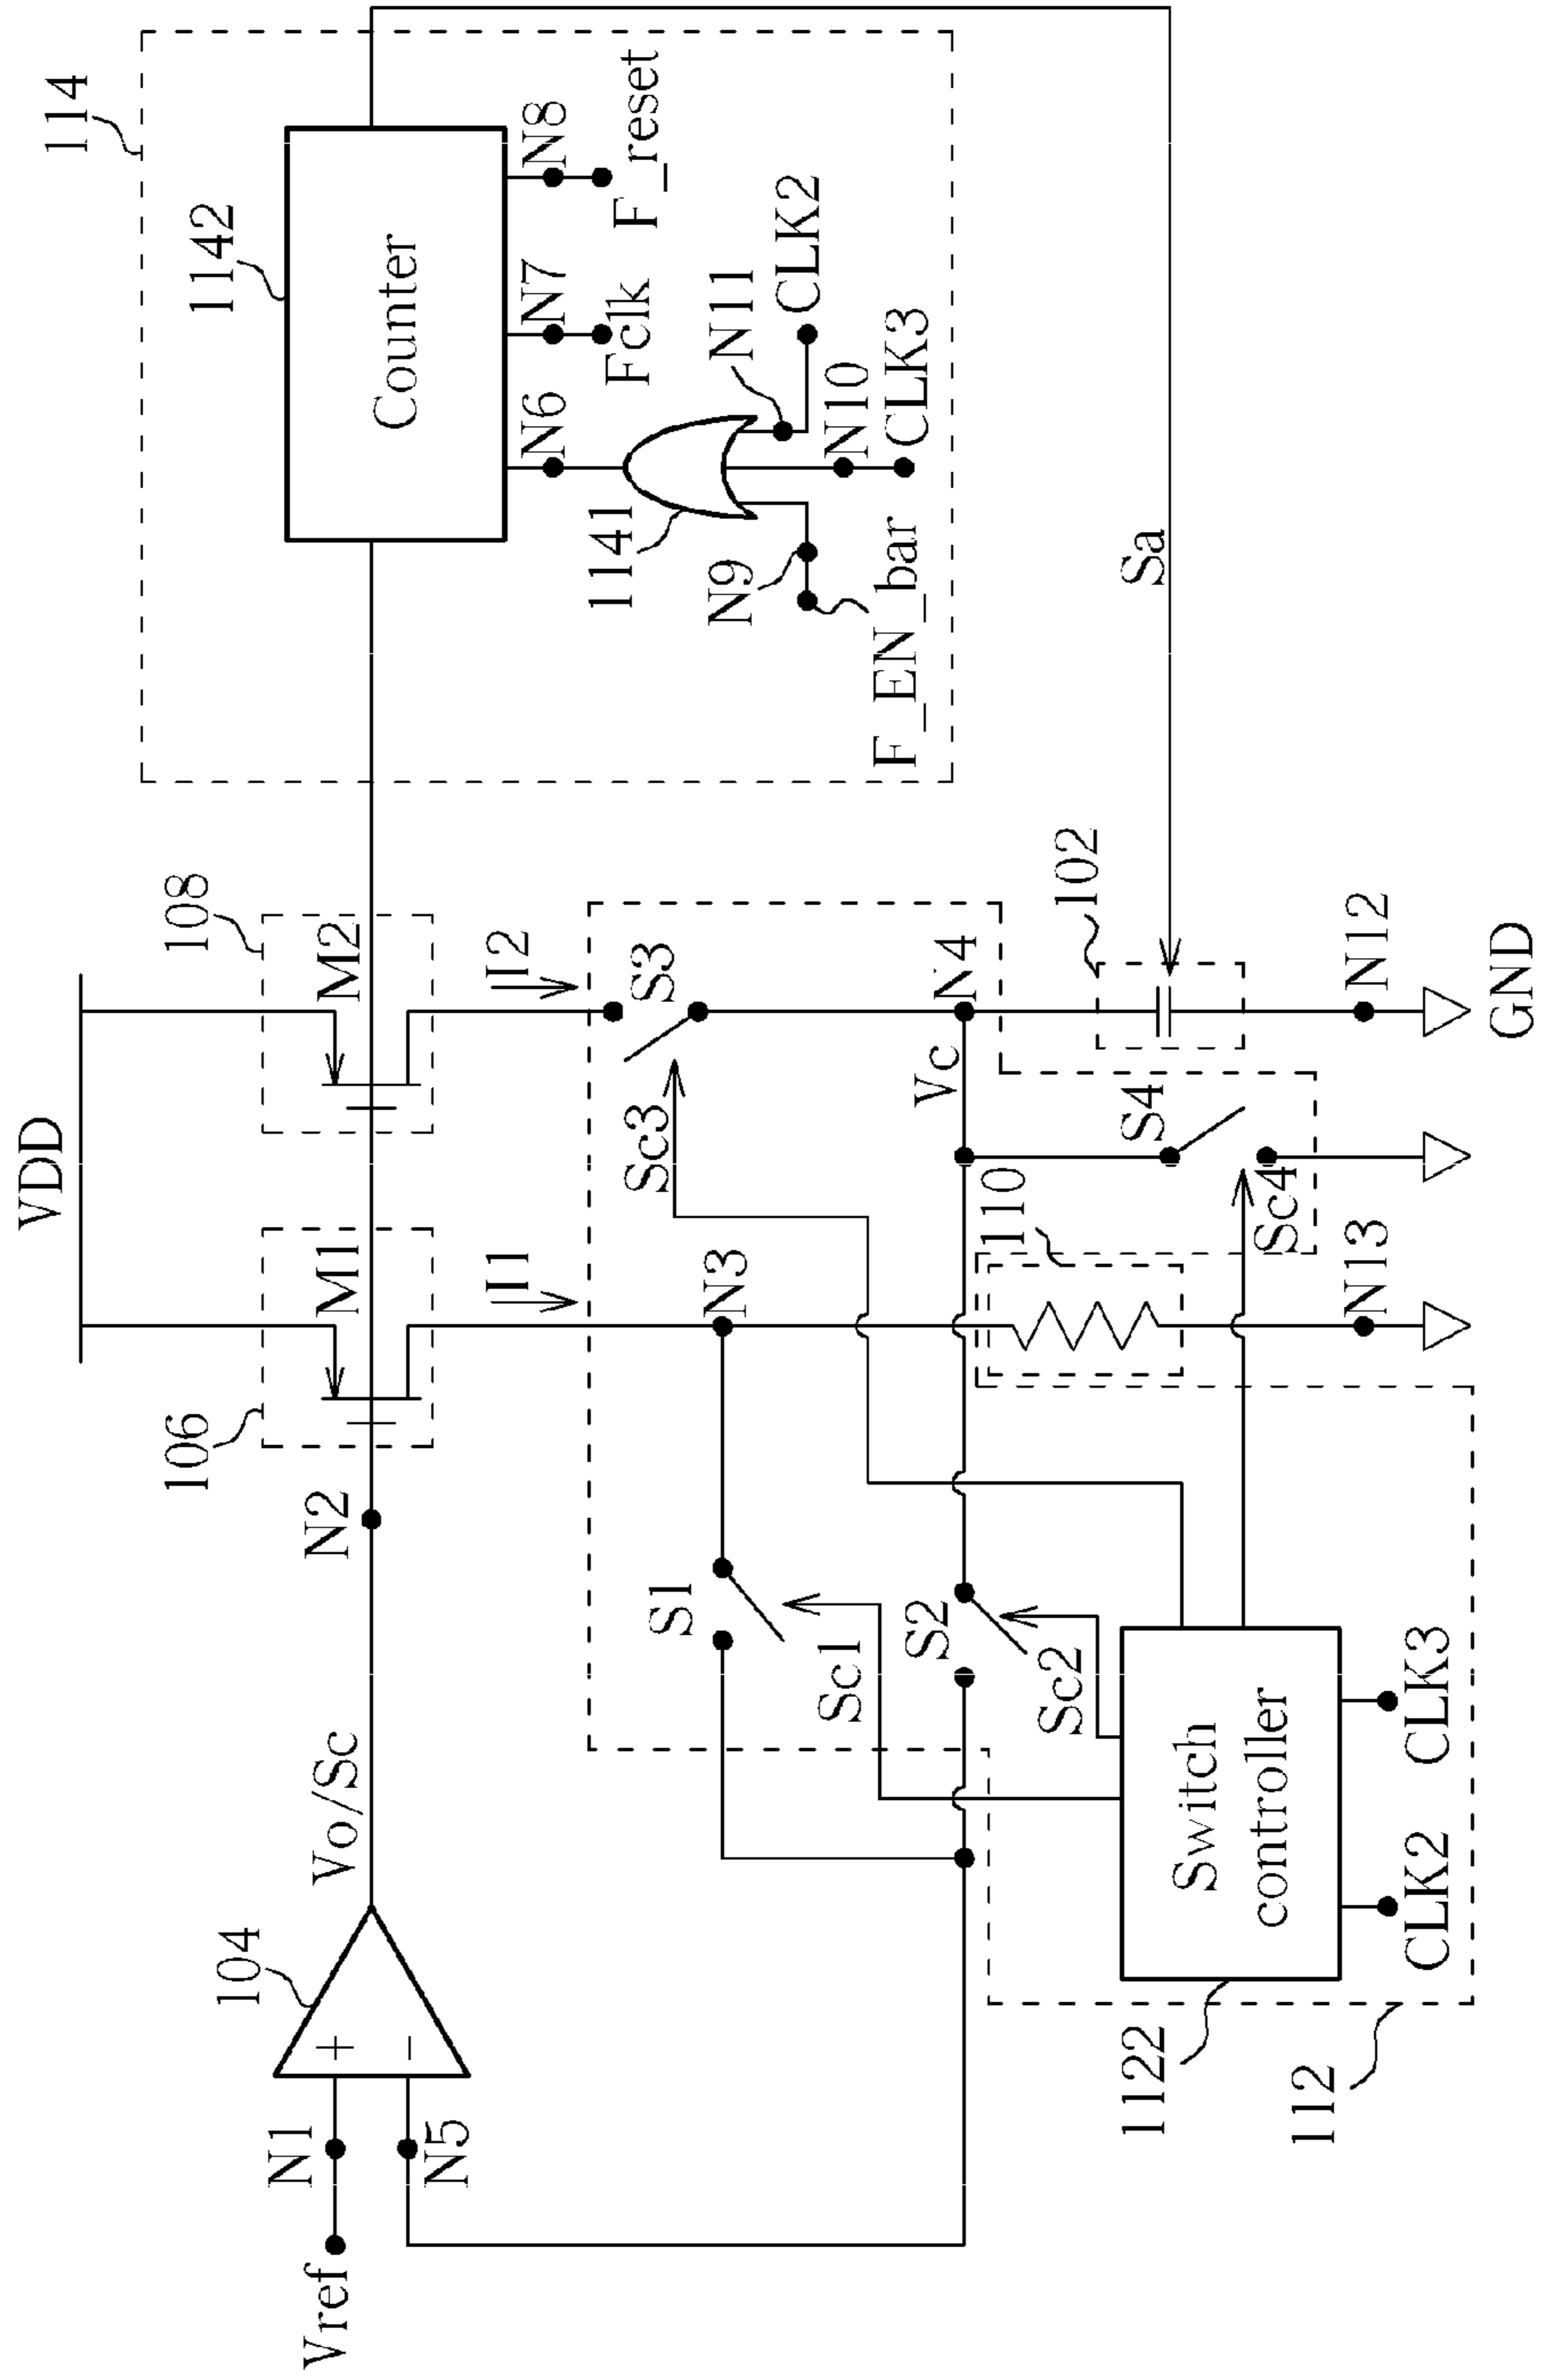 VDD
114
1142
106
108
M1
M2
Counter
104
N2
Vo/Sc
N1
Vref
N5
I1
I2
N6
N7
N8
Fclk
F_reset
1141
N9
N11
CLK2
N10
CLK3
F_EN_bar
S1
N3
Sc3
S3
Sc1
S2
Vc
N4
Sc2
110
102
S4
Sa
Sc4
Switch
controller
1122
112
CLK2
CLK3
N13
N12
GND